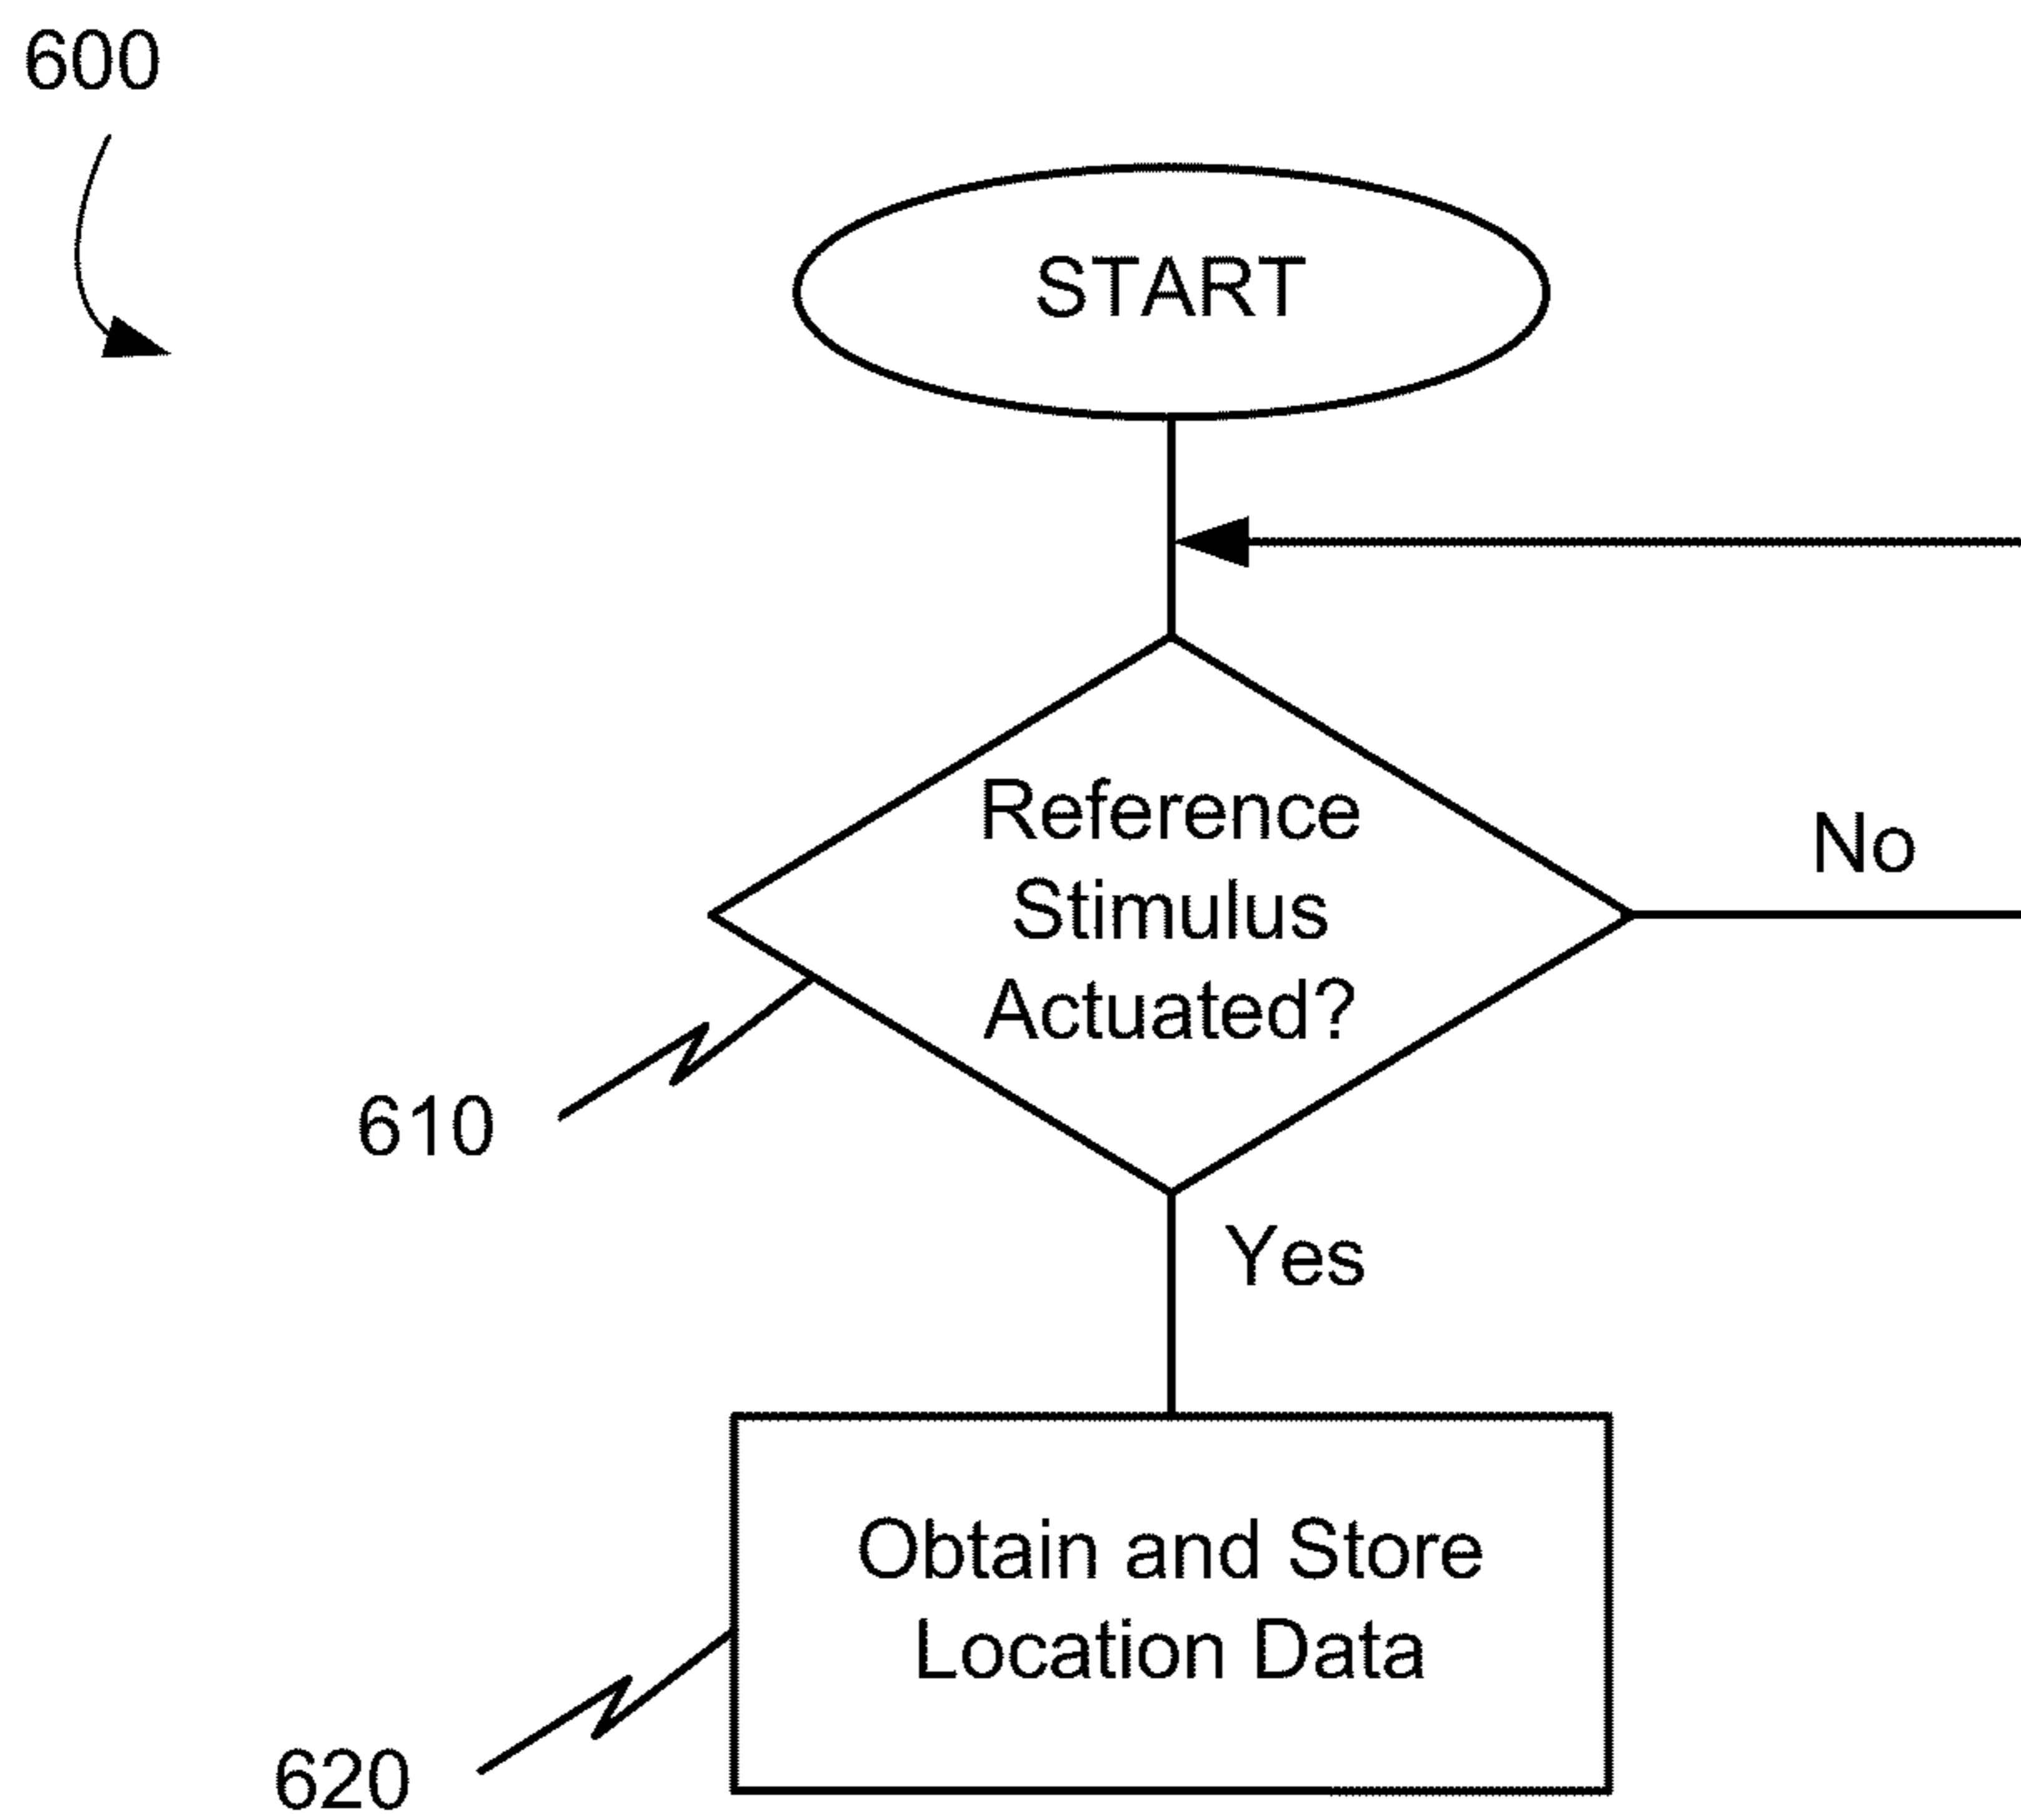 600
START
Reference
Stimulus
Actuated?
No
610
Yes
Obtain and Store
Location Data
620